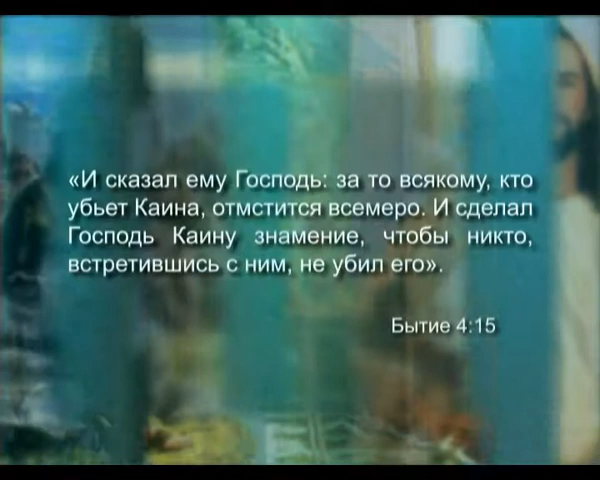 «И сказал ему Господь: за то всякому, кто
убьет Каина, отмстится всемеро. И сделал
Господь Каину знамение, чтобы никто,
встретившись с ним, не убил его».
Бытие 4:15